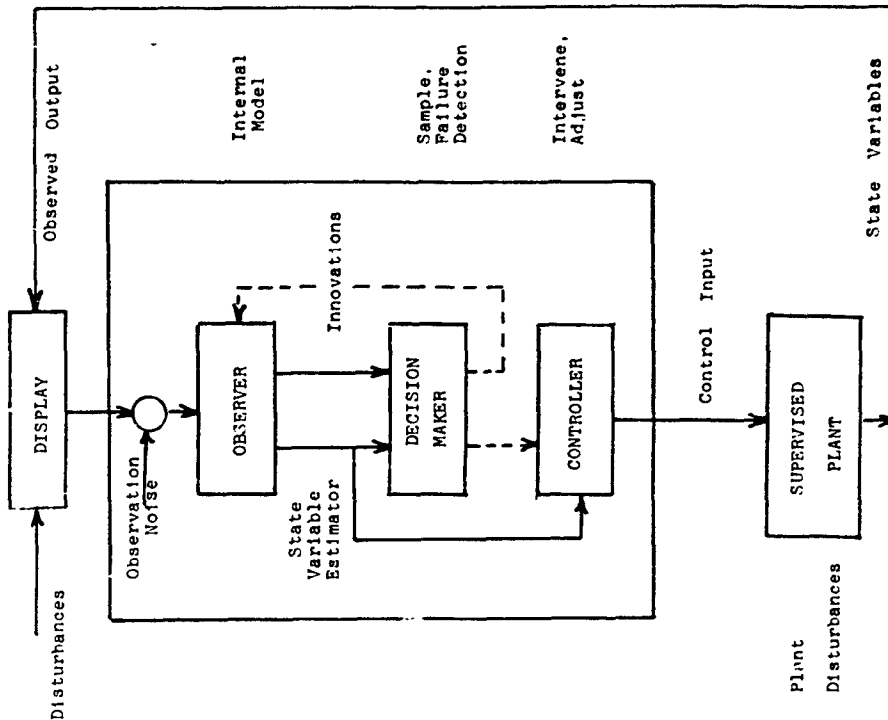 Disturbances
DISPLAY
Observed Output
Observation
Noise
OBSERVER
Internal
Model
State
Variable
Estimator
Innovations
DECISION
MAKER
Sample,
Failure
Detection
CONTROLLER
Intervene,
Adjust
Control Input
Plant
Disturbances
SUPERVISED
PLANT
State Variables